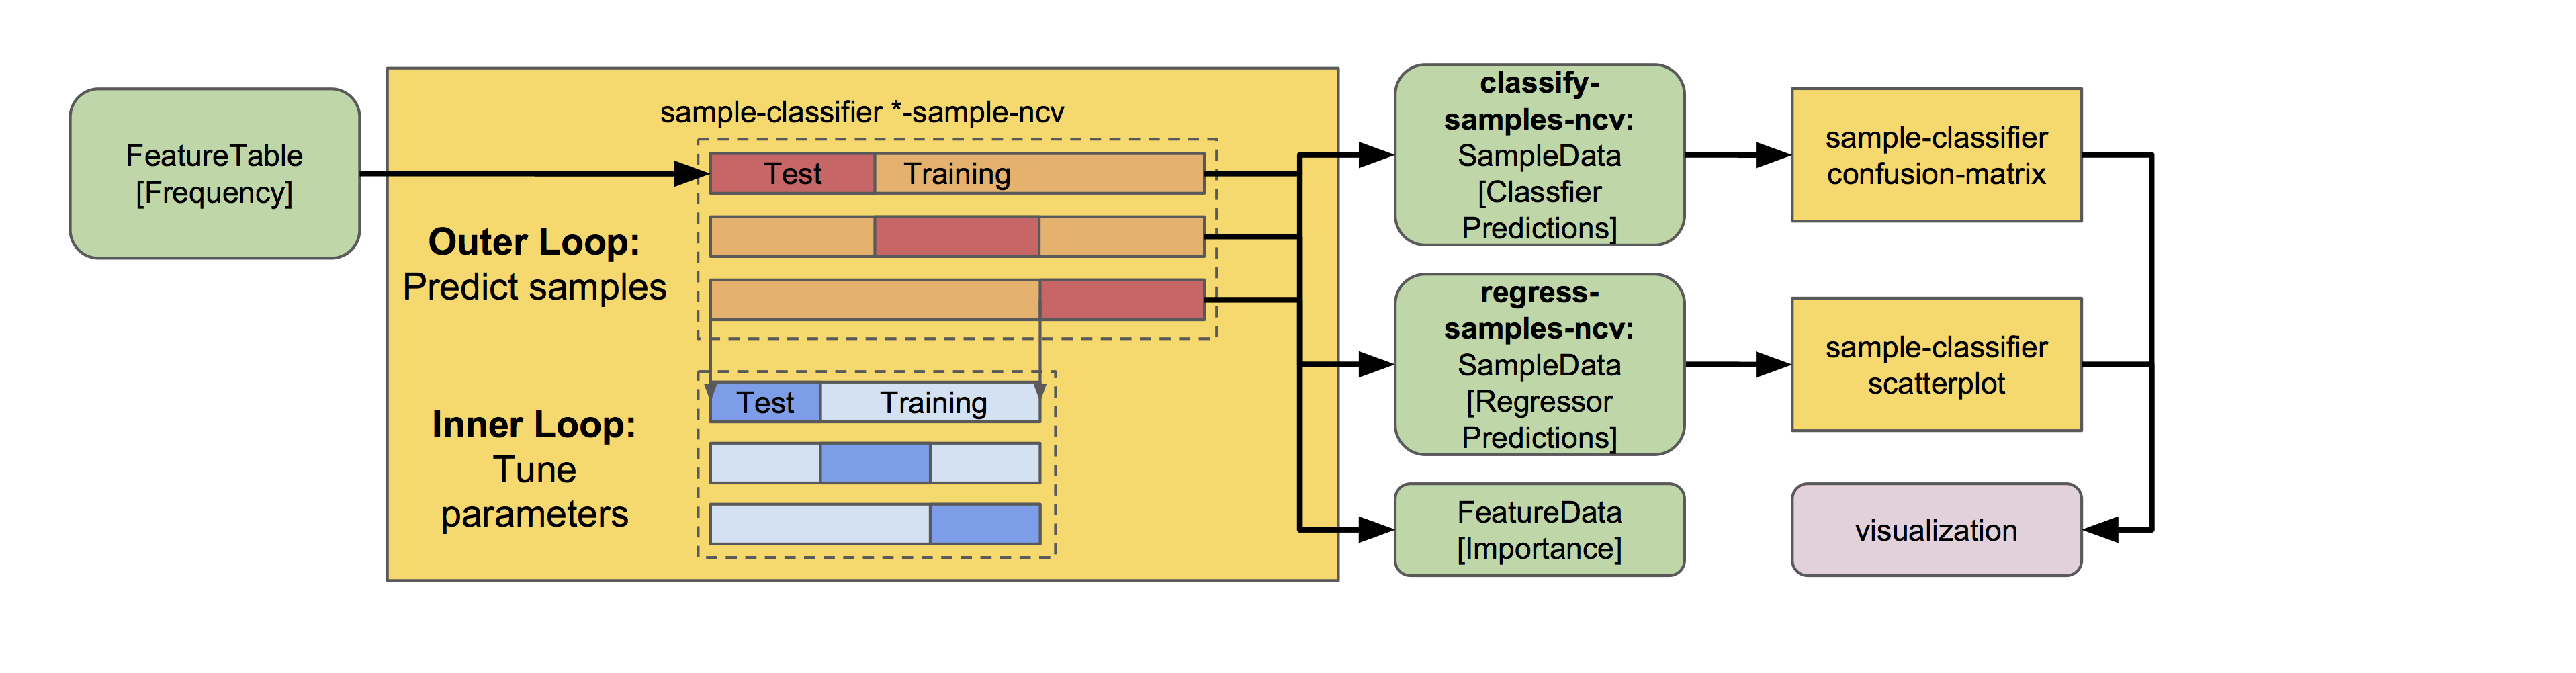 FeatureTable
[Frequency]
sample-classifier *-sample-ncv
Test
Training
Outer Loop:
Predict samples
Test
Training
Inner Loop:
Tune
parameters
classify-
samples-ncv:
SampleData
[Classfier
Predictions]
regress-
samples-ncv:
SampleData
[Regressor
Predictions]
FeatureData
[Importance]
sample-classifier
confusion-matrix
sample-classifier
scatterplot
visualization